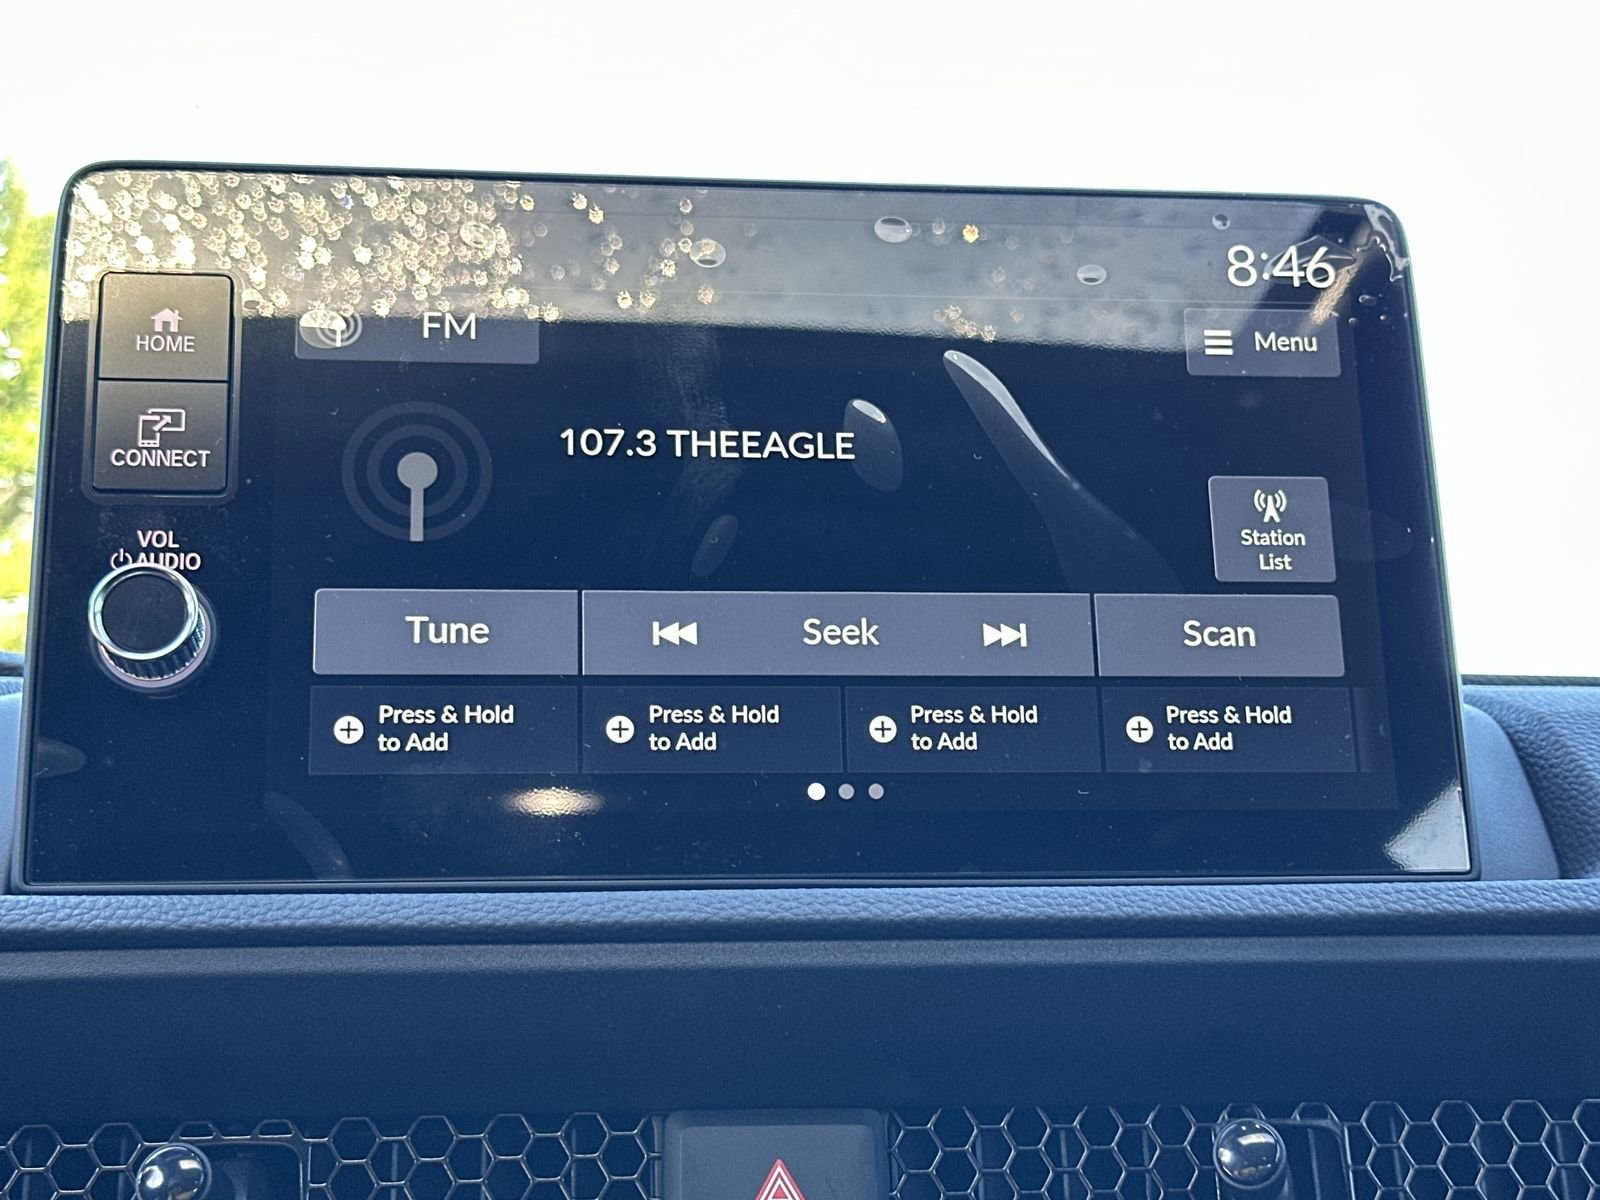 8:46
HOME
FM
Menu
CONNECT
107.3 THEEAGLE
Station
List
VOL
AUDIO
Tune
Seek
Scan
Press & Hold
to Add
Press & Hold
to Add
Press & Hold
to Add
Press & Hold
to Add